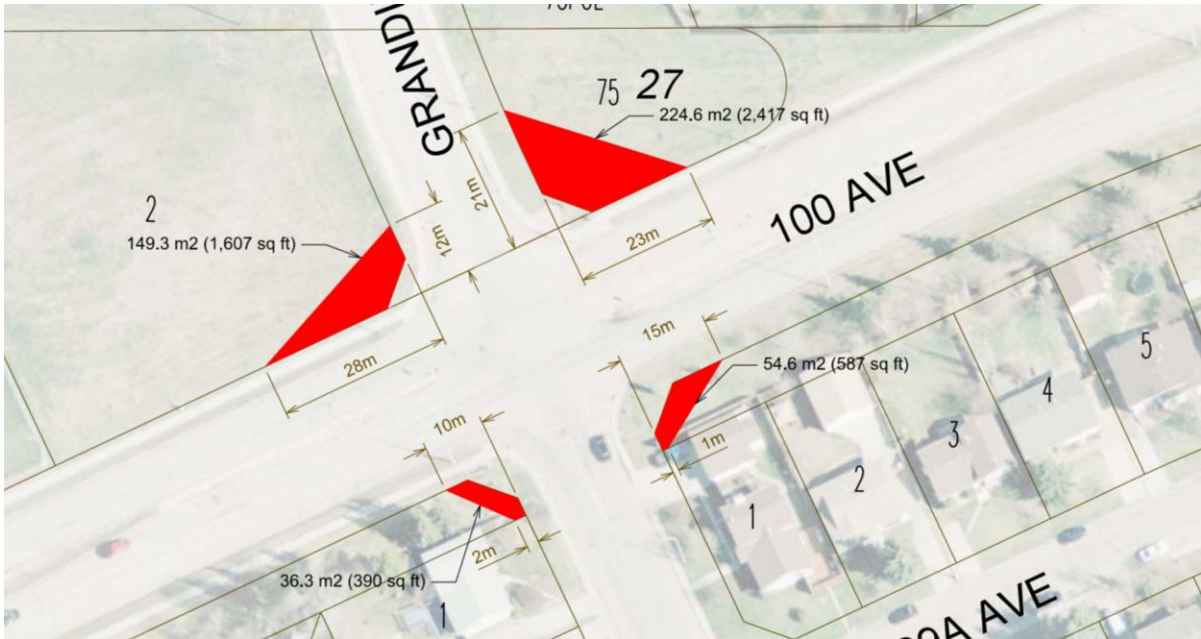 GRANDI
75 27
224.6 m2 (2,417 sq ft)
100 AVE
2
149.3 m2 (1,607 sq ft)
21m
12m
23m
28m
15m
54.6 m2 (587 sq ft)
10m
1m
5
4
3
2
1
2m
36.3 m2 (390 sq ft)
1
99A AVE